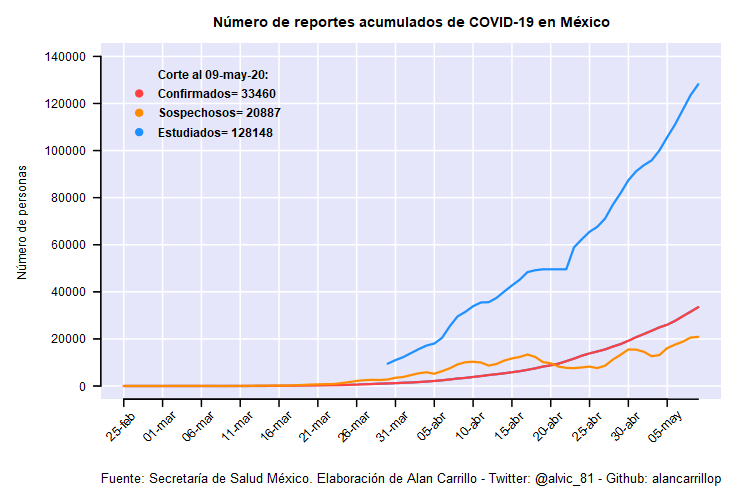 Número de reportes acumulados de COVID-19 en México
Número de personas
140000
120000
100000
80000
60000
40000
20000
0
Corte al 09-may-20:
Confirmados= 33460
Sospechosos= 20887
Estudiados= 128148
25-feb
01-mar
06-mar
11-mar
16-mar
21-mar
26-mar
31-mar
05-abr
10-abr
15-abr
20-abr
25-abr
30-abr
05-may
Fuente: Secretaría de Salud México. Elaboración de Alan Carrillo - Twitter: @alvic_81 - Github: alancarrillop